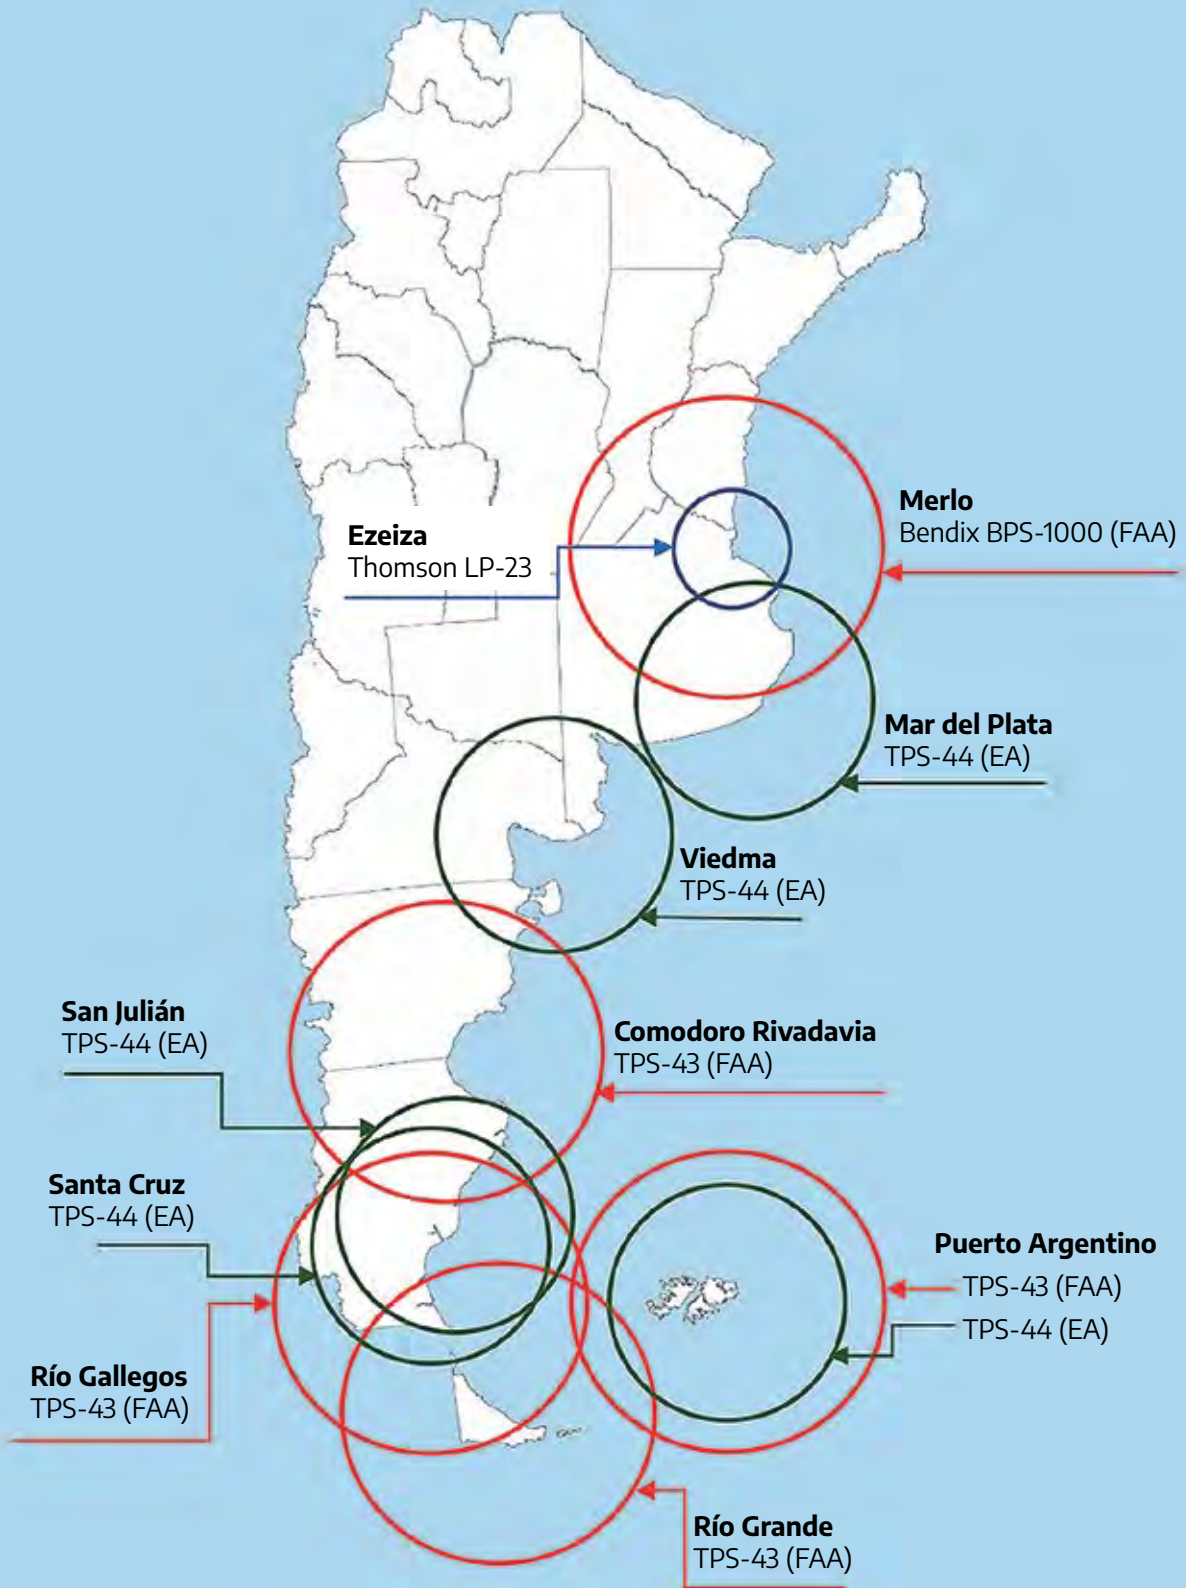 Merlo
Bendix BPS-1000 (FAA)
Ezeiza
Thomson LP-23
Mar del Plata
TPS-44 (EA)
Viedma
TPS-44 (EA)
San Julián
TPS-44 (EA)
Comodoro Rivadavia
TPS-43 (FAA)
Santa Cruz
TPS-44 (EA)
Puerto Argentino
TPS-43 (FAA)
TPS-44 (EA)
Río Gallegos
TPS-43 (FAA)
Río Grande
TPS-43 (FAA)